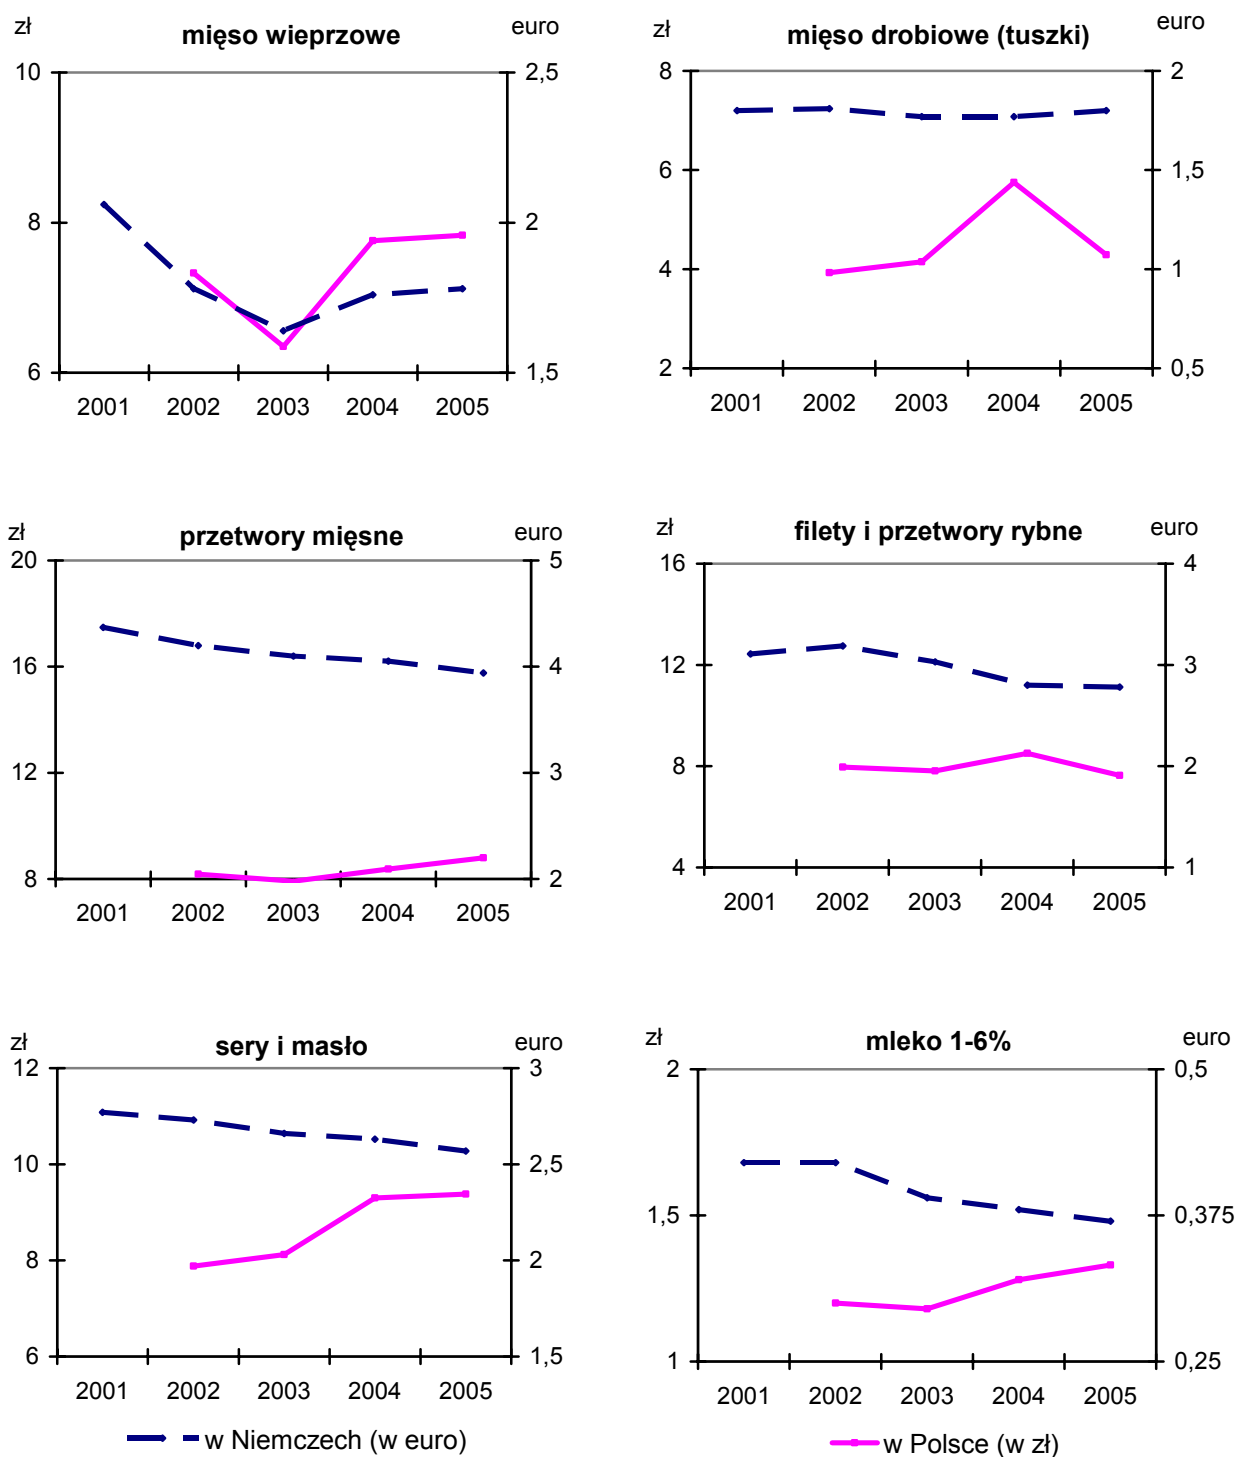 zł mięso wieprzowe euro
10 2,5
8 2
6 1,5
2001 2002 2003 2004 2005
zł mięso drobiowe (tuszki) euro
8 2
6 1,5
4 1
2 0,5
2001 2002 2003 2004 2005
zł przetwory mięsne euro
20 5
16 4
12 3
8 2
2001 2002 2003 2004 2005
zł filety i przetwory rybne euro
16 4
12 3
8 2
4 1
2001 2002 2003 2004 2005
zł sery i masło euro
12 3
10 2,5
8 2
6 1,5
2001 2002 2003 2004 2005
zł mleko 1-6% euro
2 0,5
1,5 0,375
1 0,25
2001 2002 2003 2004 2005
w Niemczech (w euro) w Polsce (w zł)